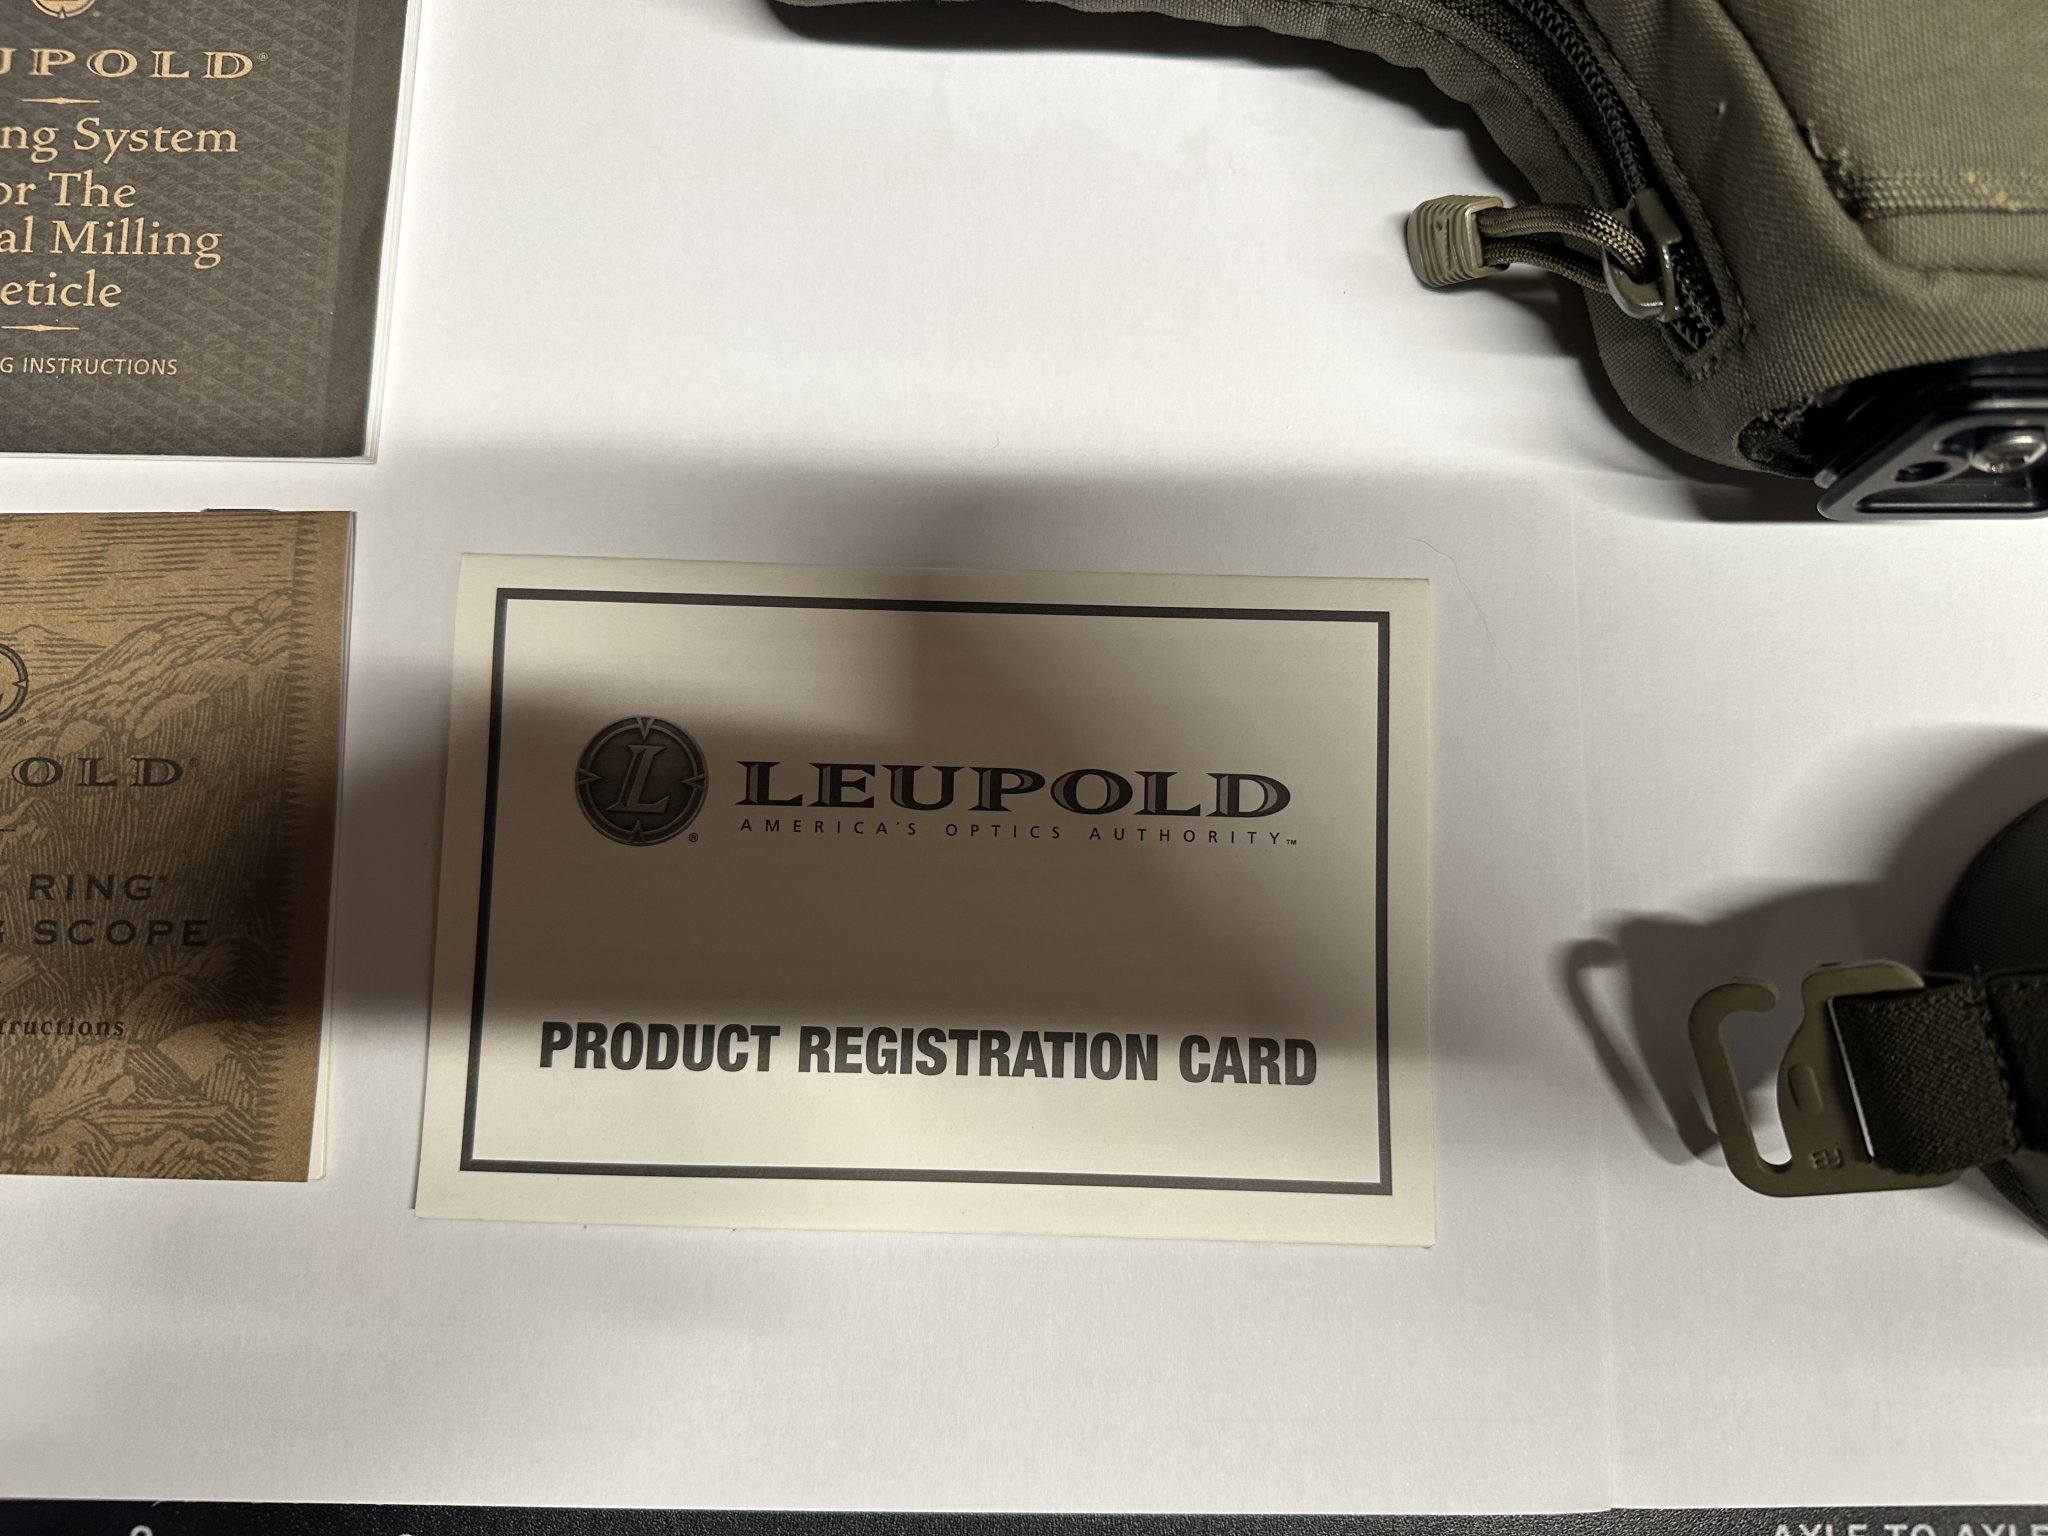 UPOLD®
ng System
or The
al Milling
eticle
G INSTRUCTIONS
OLD®
RING®
G SCOPE
tructions
L
®
LEUPOLD
AMERICA'S OPTICS AUTHORITY™
PRODUCT REGISTRATION CARD
AXLE TO AXLE